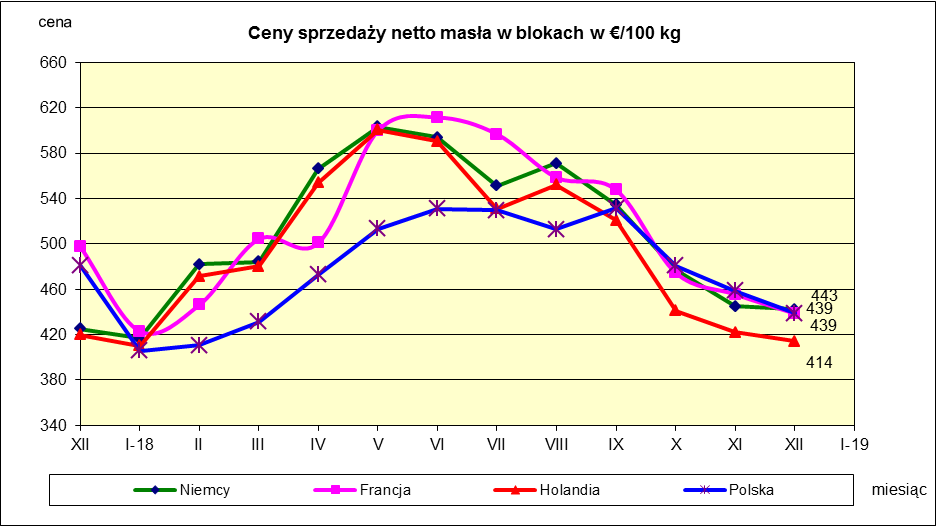 cena
Ceny sprzedaży netto masła w blokach w €/100 kg
660
620
580
540
500
460
420
380
340
443
439
439
414
XII I-18 II III IV V VI VII VIII IX X XI XII I-19
Niemcy Francja Holandia Polska
miesiąc